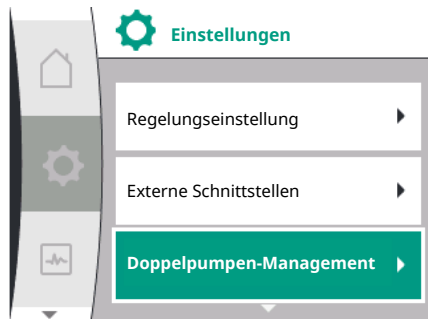 Einstellungen
Regelungseinstellung
Externe Schnittstellen
Doppelpumpen-Management